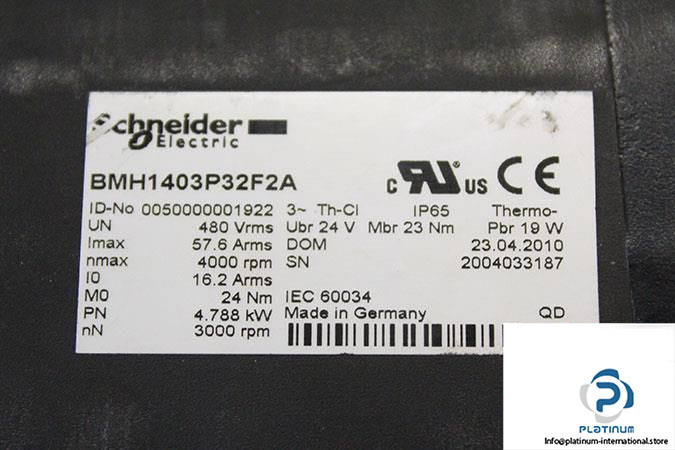 Schneider
Electric
BMH1403P32F2A
c RU US CE
ID-No 0050000001922 3~ Th-Cl IP65 Thermo-
UN 480 Vrms Ubr 24 V Mbr 23 Nm Pbr 19 W
Imax 57.6 Arms DOM 23.04.2010
nmax 4000 rpm SN 2004033187
I0 16.2 Arms
M0 24 Nm IEC 60034
PN 4.788 kW Made in Germany QD
nN 3000 rpm
PLATINUM
Info@platinum-international.store